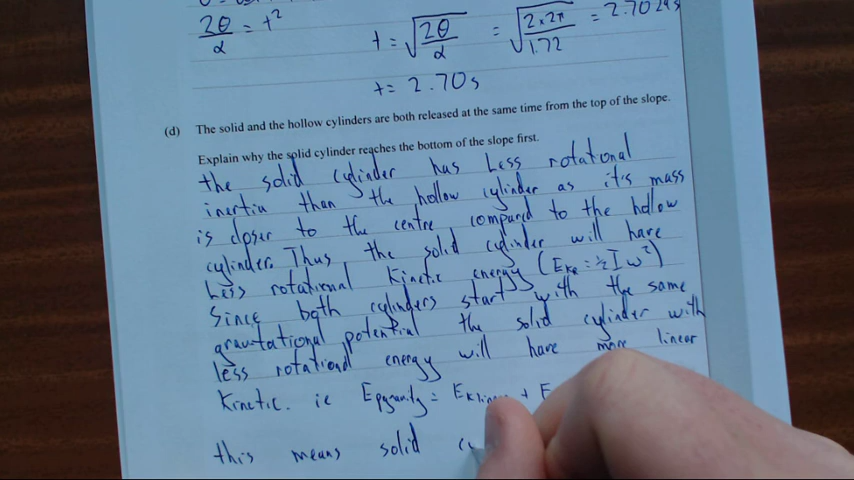 2θ/α = t²
t = √(2θ/α) = √(2×2π/1.72) = 2.702
t = 2.70s
(d) The solid and the hollow cylinders are both released at the same time from the top of the slope.
Explain why the solid cylinder reaches the bottom of the slope first.
the solid cylinder has Less rotational
inertia than the hollow cylinder as it's mass
is closer to the centre compared to the hollow
cylinder. Thus, the solid cylinder will have
Less rotational Kinetic energy (EKR = ½Iω²)
Since both cylinders start with the same
gravitational potential the solid cylinder with
less rotational energy will have more linear
Kinetic. ie Epgravity = EKlinear + E
this means solid